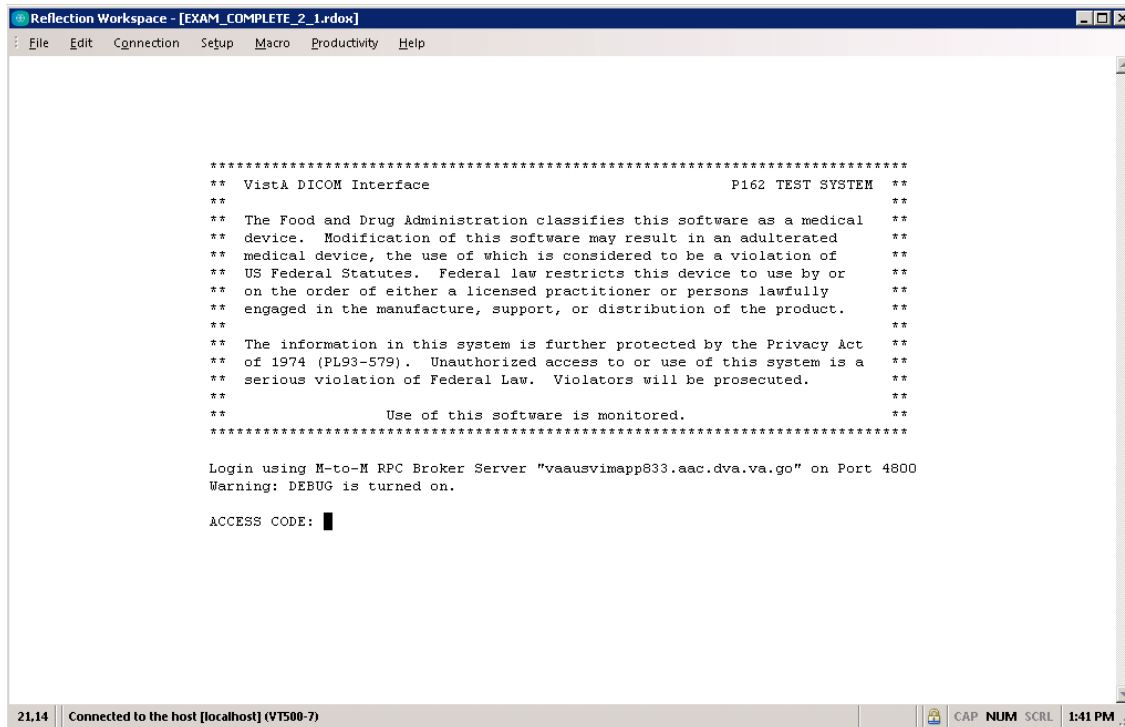 Reflection Workspace - [EXAM_COMPLETE_2_1.rdox]
File Edit Connection Setup Macro Productivity Help
*******************************************************************************
** VistA DICOM Interface P162 TEST SYSTEM **
** **
** The Food and Drug Administration classifies this software as a medical **
** device. Modification of this software may result in an adulterated **
** medical device, the use of which is considered to be a violation of **
** US Federal Statutes. Federal law restricts this device to use by or **
** on the order of either a licensed practitioner or persons lawfully **
** engaged in the manufacture, support, or distribution of the product. **
** **
** The information in this system is further protected by the Privacy Act **
** of 1974 (PL93-579). Unauthorized access to or use of this system is a **
** serious violation of Federal Law. Violators will be prosecuted. **
** **
** Use of this software is monitored. **
*******************************************************************************
Login using M-to-M RPC Broker Server "vaausvimapp833.aac.dva.va.go" on Port 4800
Warning: DEBUG is turned on.
ACCESS CODE:
21,14 Connected to the host [localhost] (VT500-7) CAP NUM SCRL 1:41 PM